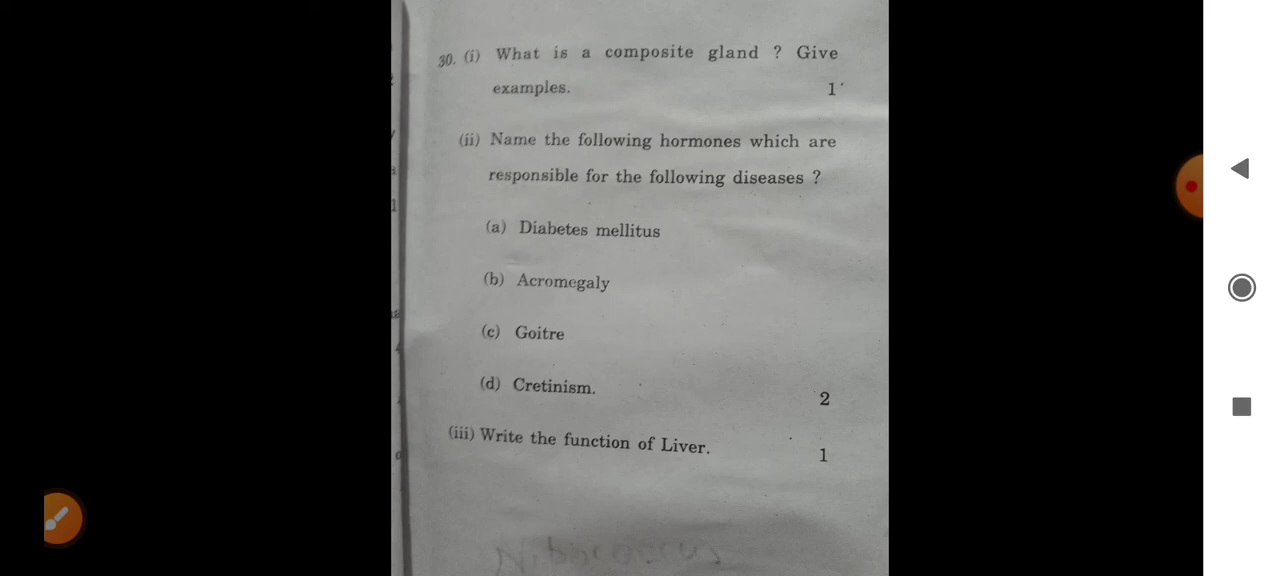 30. (i) What is a composite gland ? Give
examples. 1
(ii) Name the following hormones which are
responsible for the following diseases ?
(a) Diabetes mellitus
(b) Acromegaly
(c) Goitre
(d) Cretinism. 2
(iii) Write the function of Liver. 1